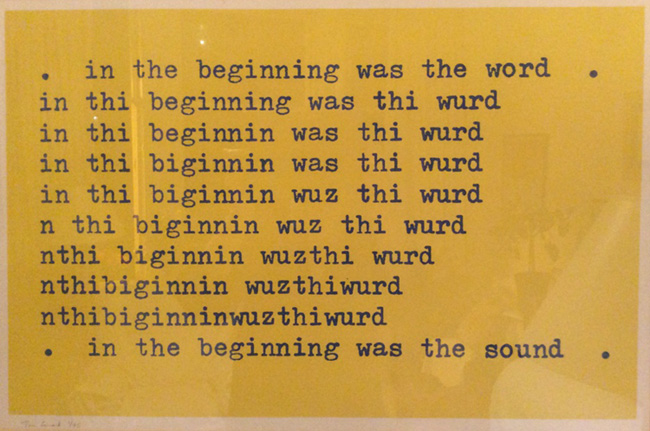 . in the beginning was the word .
in thi beginning was thi wurd
in thi beginnin was thi wurd
in thi biginnin was thi wurd
in thi biginnin wuz thi wurd
n thi biginnin wuz thi wurd
nthi biginnin wuzthi wurd
nthibiginnin wuzthiwurd
nthibiginninwuzthiwurd
. in the beginning was the sound .